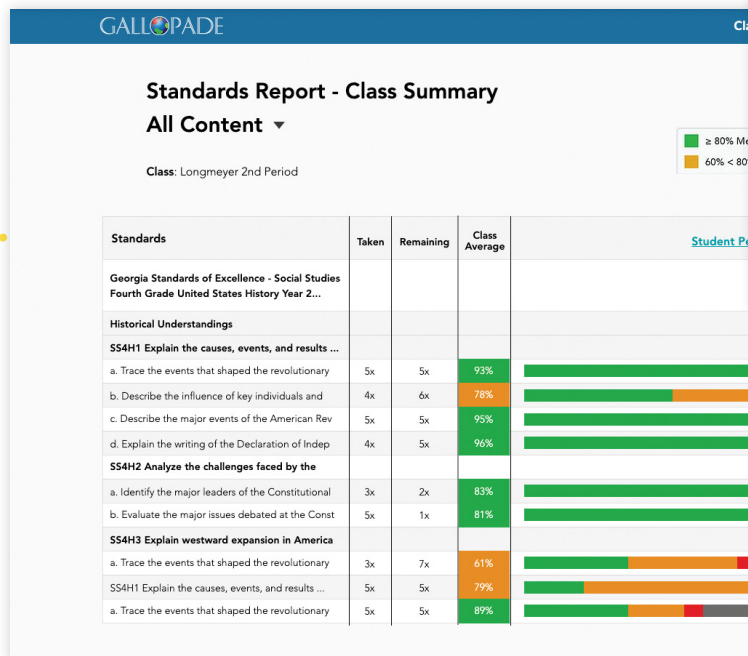 GALLOPADE
Standards Report - Class Summary
All Content
≥ 80%
60% < 80%
Class: Longmeyer 2nd Period
Standards Taken Remaining Class Average Student
Georgia Standards of Excellence - Social Studies
Fourth Grade United States History Year 2...
Historical Understandings
SS4H1 Explain the causes, events, and results ...
a. Trace the events that shaped the revolutionary 5x 5x 93%
b. Describe the influence of key individuals and 4x 6x 78%
c. Describe the major events of the American Rev 5x 5x 95%
d. Explain the writing of the Declaration of Indep 4x 5x 96%
SS4H2 Analyze the challenges faced by the
a. Identify the major leaders of the Constitutional 3x 2x 83%
b. Evaluate the major issues debated at the Const 5x 1x 81%
SS4H3 Explain westward expansion in America
a. Trace the events that shaped the revolutionary 3x 7x 61%
SS4H1 Explain the causes, events, and results ... 5x 5x 79%
a. Trace the events that shaped the revolutionary 5x 5x 89%